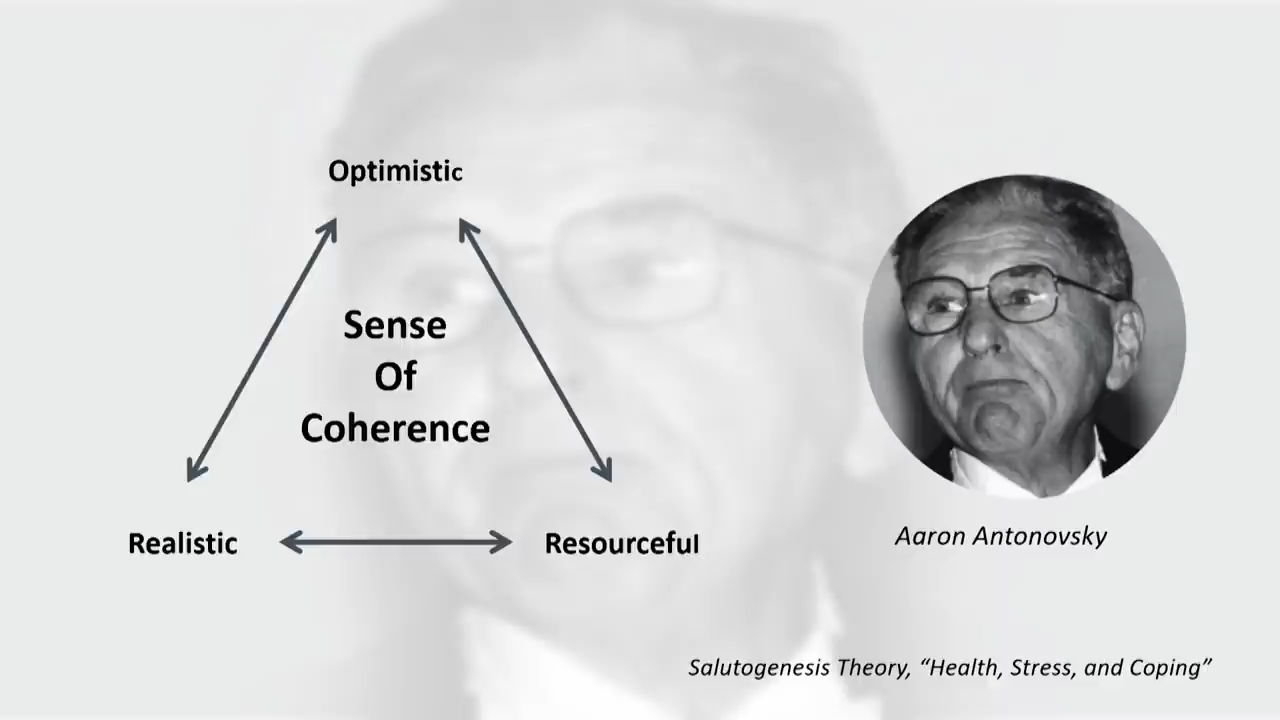 Optimistic
Sense
Of
Coherence
Realistic
Resourceful
Aaron Antonovsky
Salutogenesis Theory, “Health, Stress, and Coping”